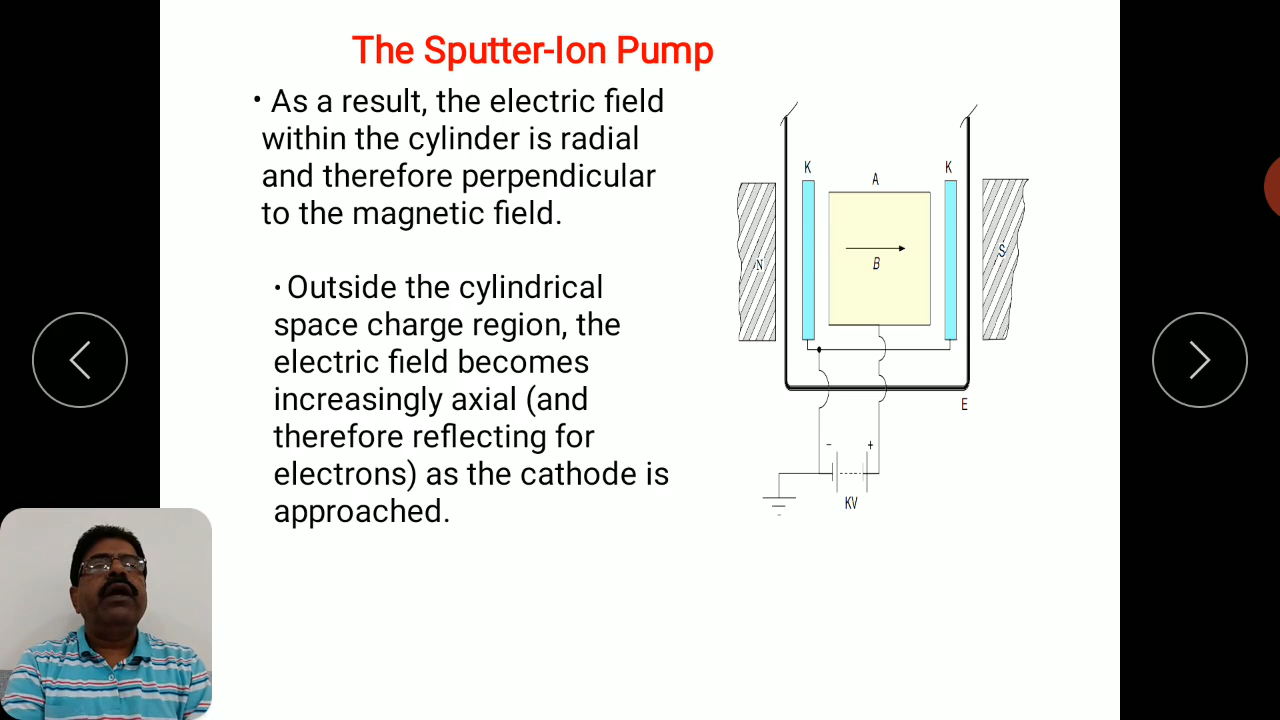 The Sputter-Ion Pump
• As a result, the electric field
within the cylinder is radial
and therefore perpendicular
to the magnetic field.
• Outside the cylindrical
space charge region, the
electric field becomes
increasingly axial (and
therefore reflecting for
electrons) as the cathode is
approached.
K
A
K
N
B
S
E
- +
KV